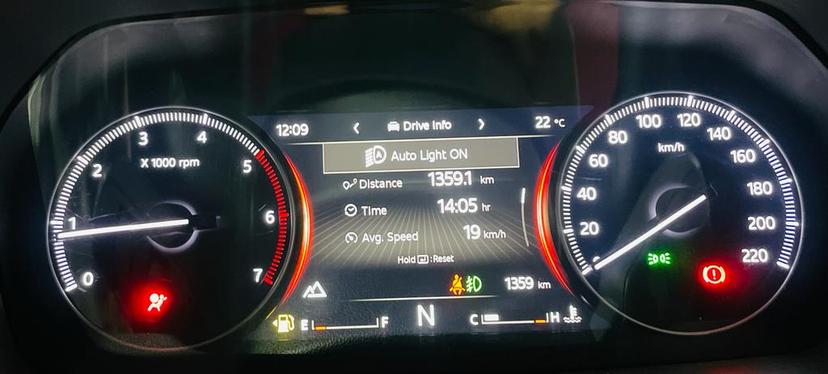 12:09 < Drive Info > 22 °C
Auto Light ON
Distance 1359.1 km
Time 14:05 hr
Avg. Speed 19 km/h
Hold :Reset
1359 km
E F N C H
X 1000 rpm
0 1 2 3 4 5 6 7
km/h
20 40 60 80 100 120 140 160 180 200 220